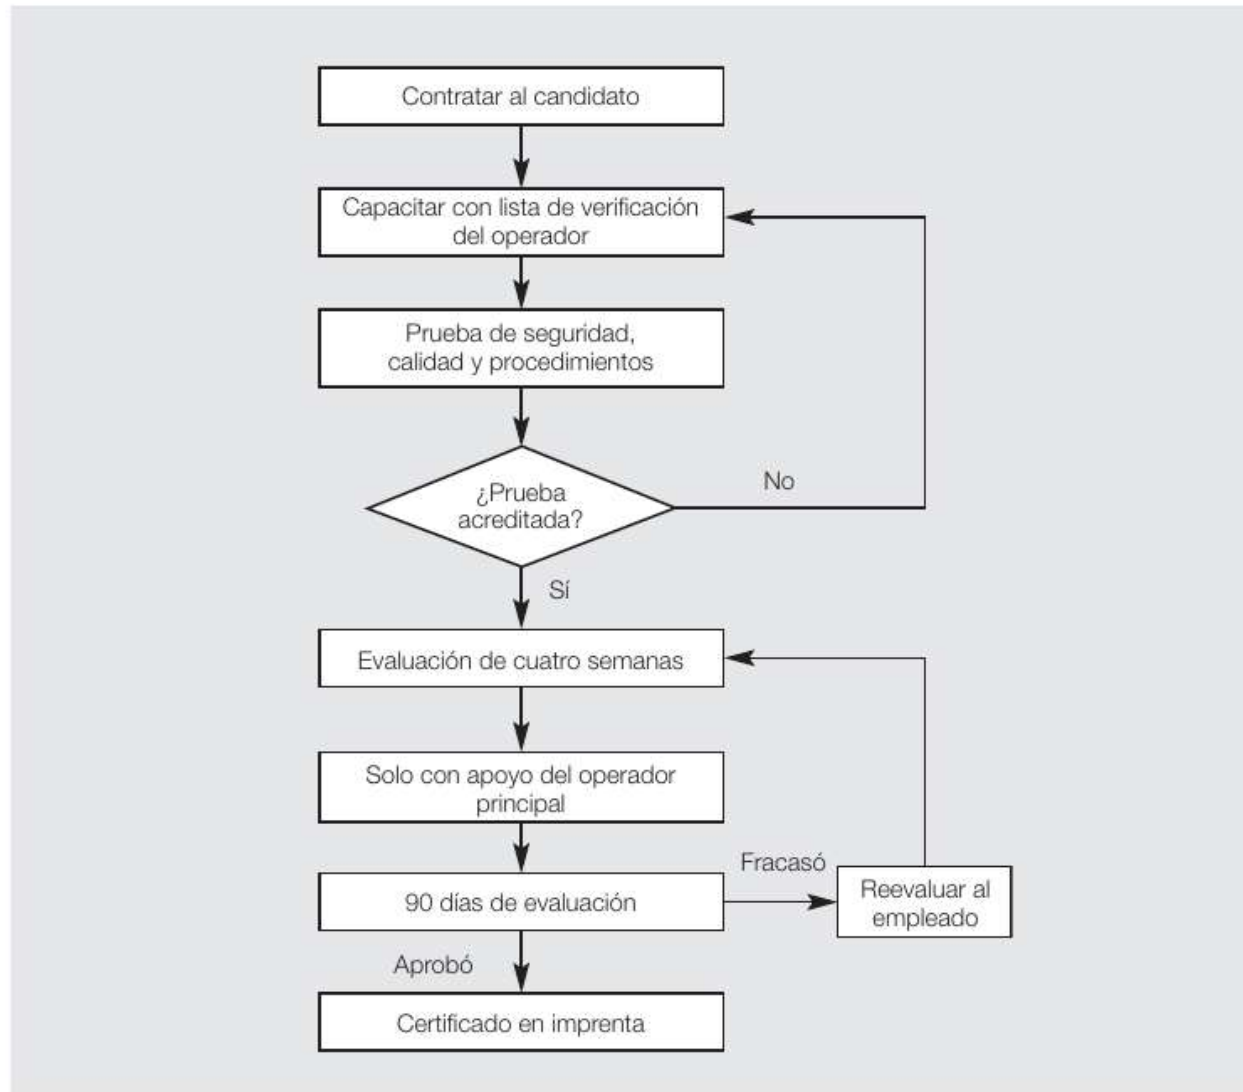 Contratar al candidato
Capacitar con lista de verificación
del operador
Prueba de seguridad,
calidad y procedimientos
¿Prueba
acreditada?
No
Sí
Evaluación de cuatro semanas
Solo con apoyo del operador
principal
90 días de evaluación
Fracasó
Reevaluar al
empleado
Aprobó
Certificado en imprenta